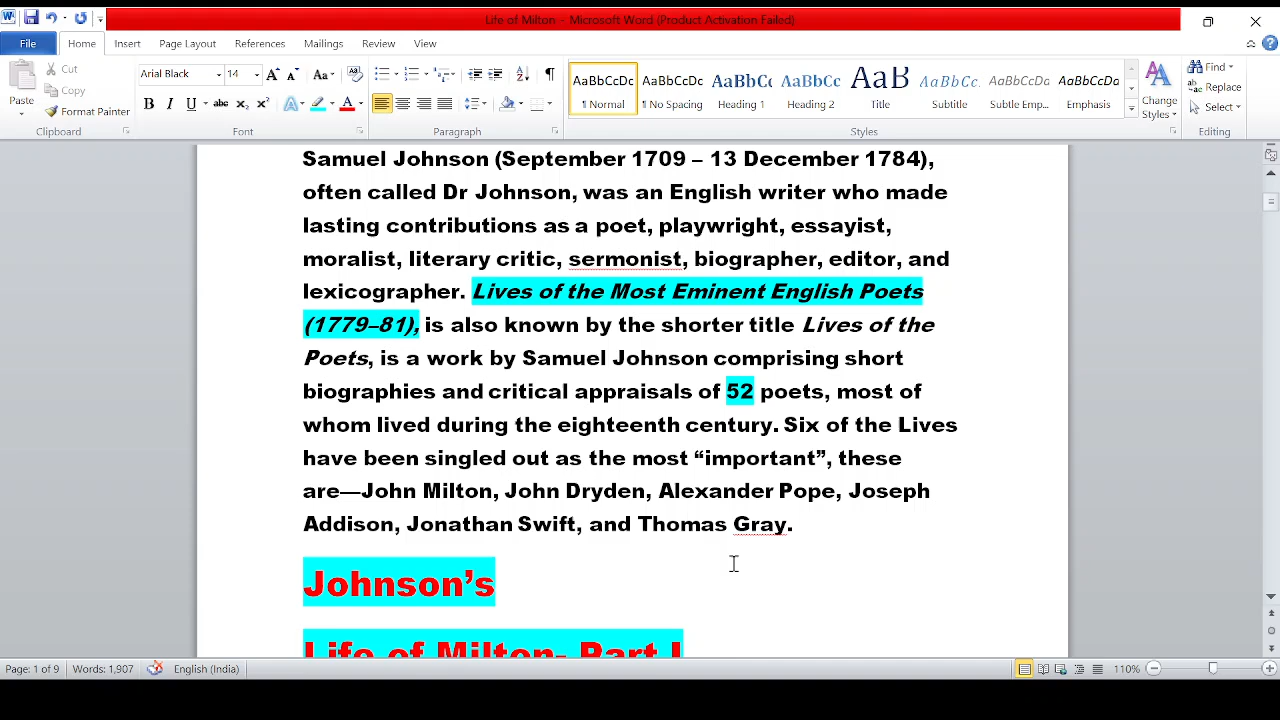 Life of Milton - Microsoft Word (Product Activation Failed)
File Home Insert Page Layout References Mailings Review View
Paste Cut Copy Format Painter Clipboard
Arial Black 14 Font
Paragraph
AaBbCcDc ¶ Normal
AaBbCcDc ¶ No Spacing
AaBbC Heading 1
AaBbCc Heading 2
AaB Title
AaBbCc. Subtitle
AaBbCcDc Subtle Emp...
AaBbCcDc Emphasis
Change Styles
Styles
Find Replace Select Editing
Samuel Johnson (September 1709 – 13 December 1784),
often called Dr Johnson, was an English writer who made
lasting contributions as a poet, playwright, essayist,
moralist, literary critic, sermonist, biographer, editor, and
lexicographer. Lives of the Most Eminent English Poets
(1779–81), is also known by the shorter title Lives of the
Poets, is a work by Samuel Johnson comprising short
biographies and critical appraisals of 52 poets, most of
whom lived during the eighteenth century. Six of the Lives
have been singled out as the most “important”, these
are—John Milton, John Dryden, Alexander Pope, Joseph
Addison, Jonathan Swift, and Thomas Gray.
Johnson’s
Life of Milton- Part I
Page: 1 of 9 Words: 1,907 English (India) 110%